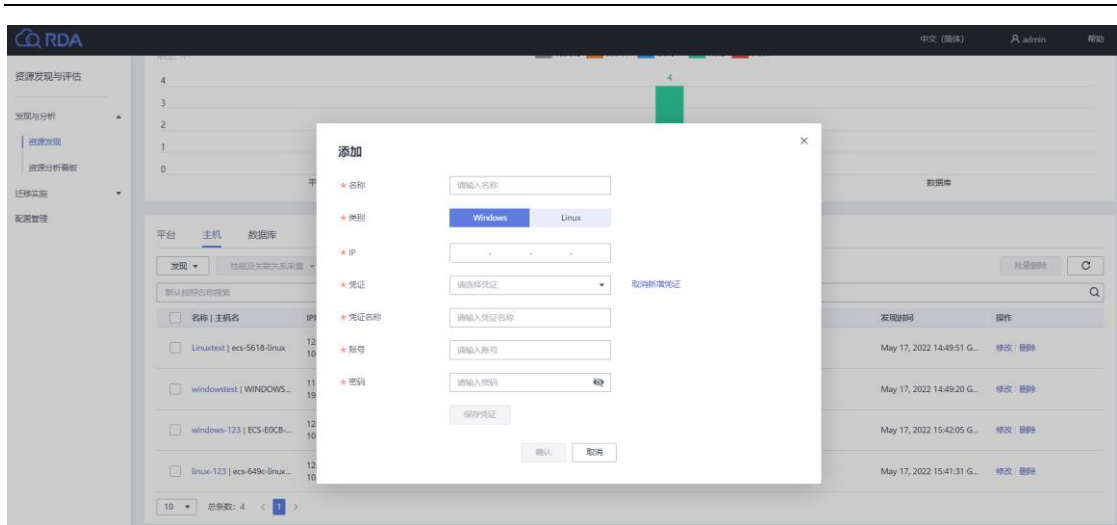 RDA
中文（简体）
admin
帮助
资源发现与评估
发现与分析
资源发现
资源分析看板
迁移实施
配置管理
4
3
2
1
0
4
数据库
平台
主机
数据库
发现
性能及关联关系采集
批量删除
默认按照名称搜索
名称 | 主机名
发现时间
操作
Linuxtest | ecs-5618-linux
12
10
May 17, 2022 14:49:51 G...
修改
删除
windowstest | WINDOWS...
11
19
May 17, 2022 14:49:20 G...
修改
删除
windows-123 | ECS-E0CB-...
12
10
May 17, 2022 15:42:05 G...
修改
删除
linux-123 | ecs-649c-linux...
12
10
May 17, 2022 15:41:31 G...
修改
删除
10
总条数: 4
1
添加
名称
请输入名称
类别
Windows
Linux
IP
凭证
请选择凭证
取消新增凭证
凭证名称
请输入凭证名称
账号
请输入账号
密码
请输入密码
保存凭证
确认
取消